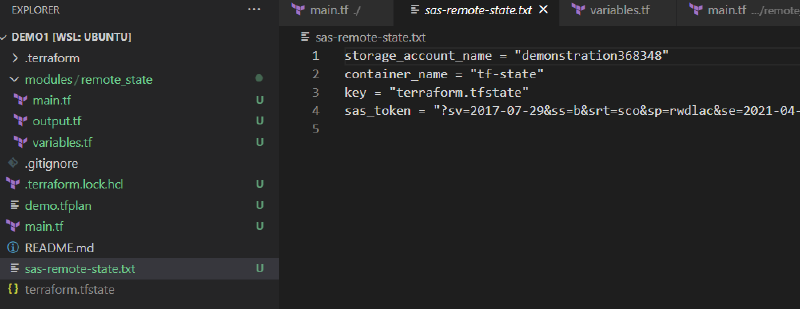 EXPLORER
DEMO1 [WSL: UBUNTU]
.terraform
modules / remote_state
main.tf U
output.tf U
variables.tf U
.gitignore
.terraform.lock.hcl U
demo.tfplan U
main.tf U
README.md
sas-remote-state.txt U
terraform.tfstate
main.tf ./ sas-remote-state.txt variables.tf main.tf .../remote
sas-remote-state.txt
1 storage_account_name = "demonstration368348"
2 container_name = "tf-state"
3 key = "terraform.tfstate"
4 sas_token = "?sv=2017-07-29&ss=b&srt=sco&sp=rwdlac&se=2021-04-
5